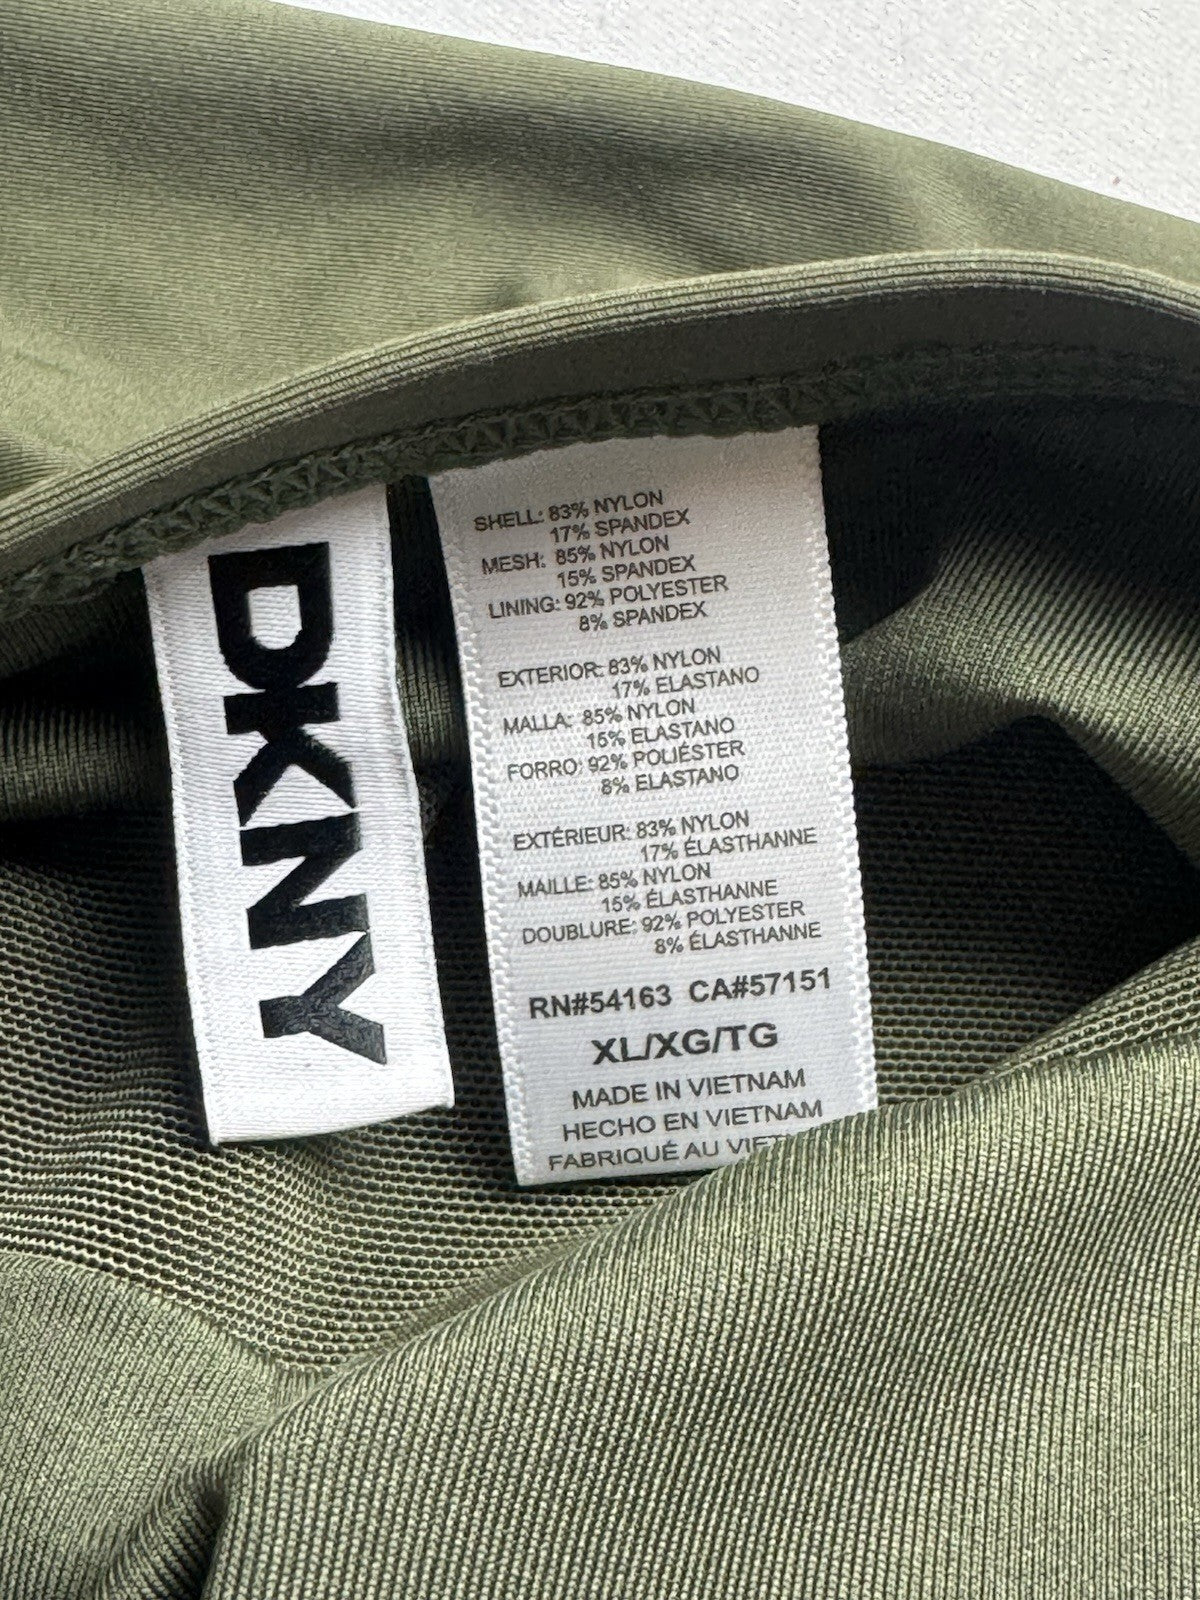 DKNY
SHELL: 83% NYLON
17% SPANDEX
MESH: 85% NYLON
15% SPANDEX
LINING: 92% POLYESTER
8% SPANDEX
EXTERIOR: 83% NYLON
17% ELASTANO
MALLA: 85% NYLON
15% ELASTANO
FORRO: 92% POLIÉSTER
8% ELASTANO
EXTÉRIEUR: 83% NYLON
17% ÉLASTHANNE
MAILLE: 85% NYLON
15% ÉLASTHANNE
DOUBLURE: 92% POLYESTER
8% ÉLASTHANNE
RN#54163 CA#57151
XL/XG/TG
MADE IN VIETNAM
HECHO EN VIETNAM
FABRIQUÉ AU